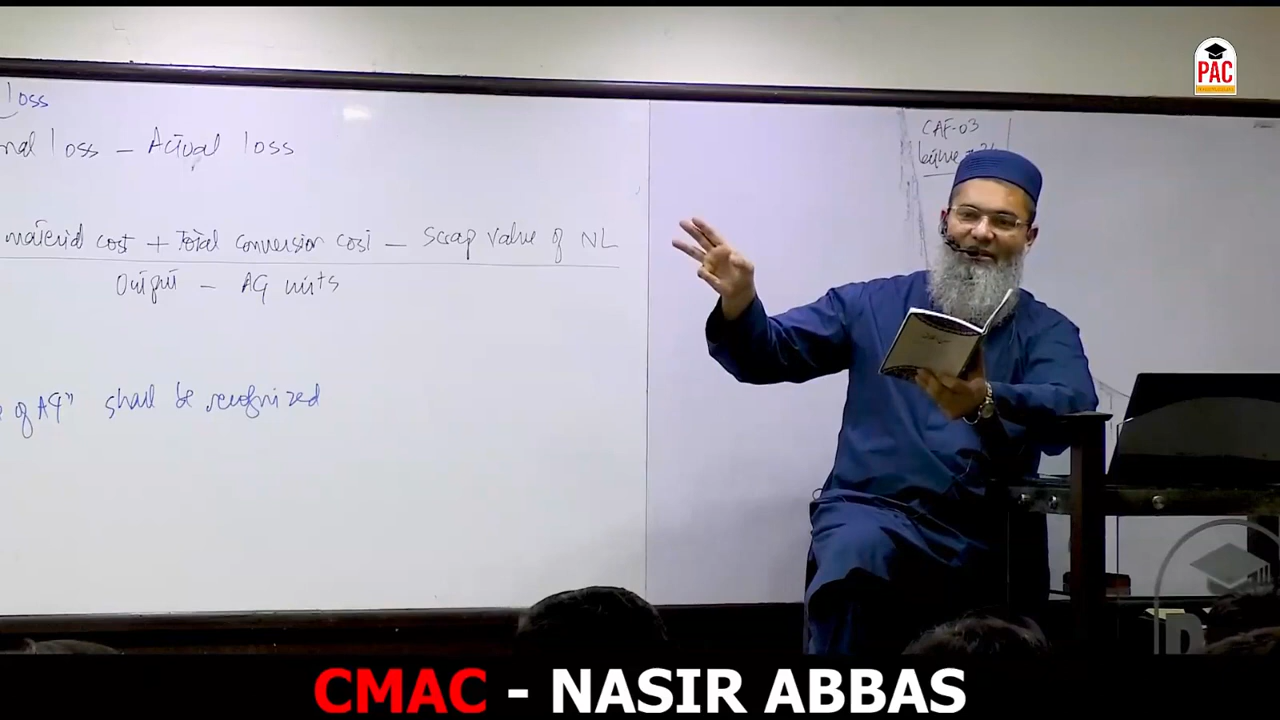 PAC
Loss
nal loss - Actual loss
material cost + Total conversion cost - Scrap value of NL
Output - AG units
of AG" shall be recognized
CAF-03
CMAC - NASIR ABBAS